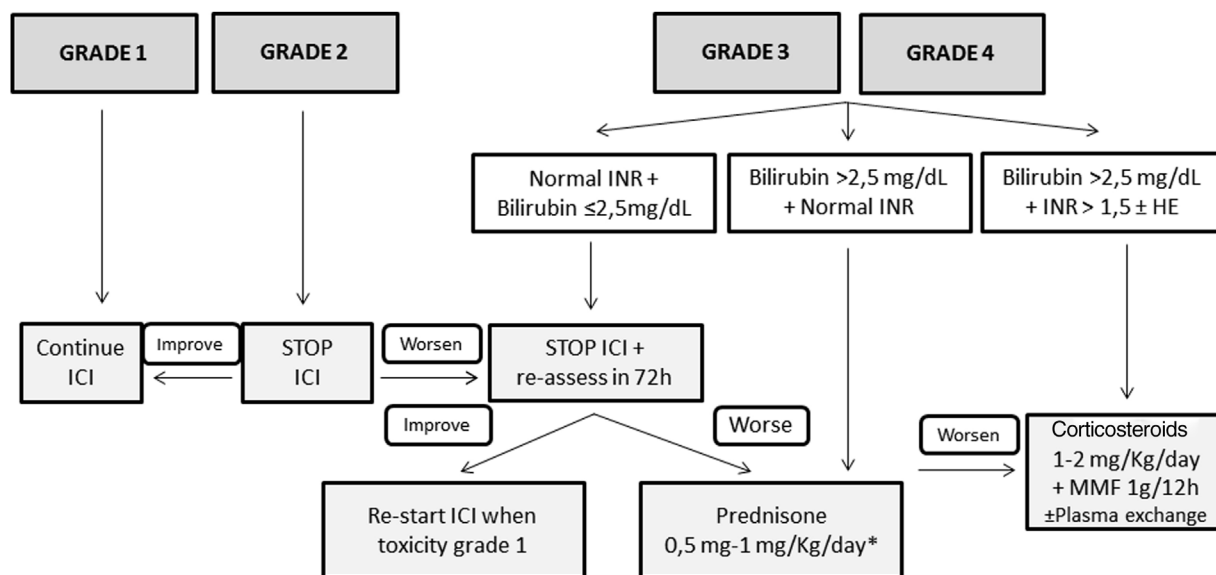 GRADE 1
GRADE 2
GRADE 3
GRADE 4
Normal INR +
Bilirubin ≤2,5mg/dL
Bilirubin >2,5 mg/dL
+ Normal INR
Bilirubin >2,5 mg/dL
+ INR > 1,5 ± HE
Continue
ICI
Improve
STOP
ICI
Worsen
STOP ICI +
re-assess in 72h
Improve
Worse
Worsen
Corticosteroids
1-2 mg/Kg/day
+ MMF 1g/12h
±Plasma exchange
Re-start ICI when
toxicity grade 1
Prednisone
0,5 mg-1 mg/Kg/day*